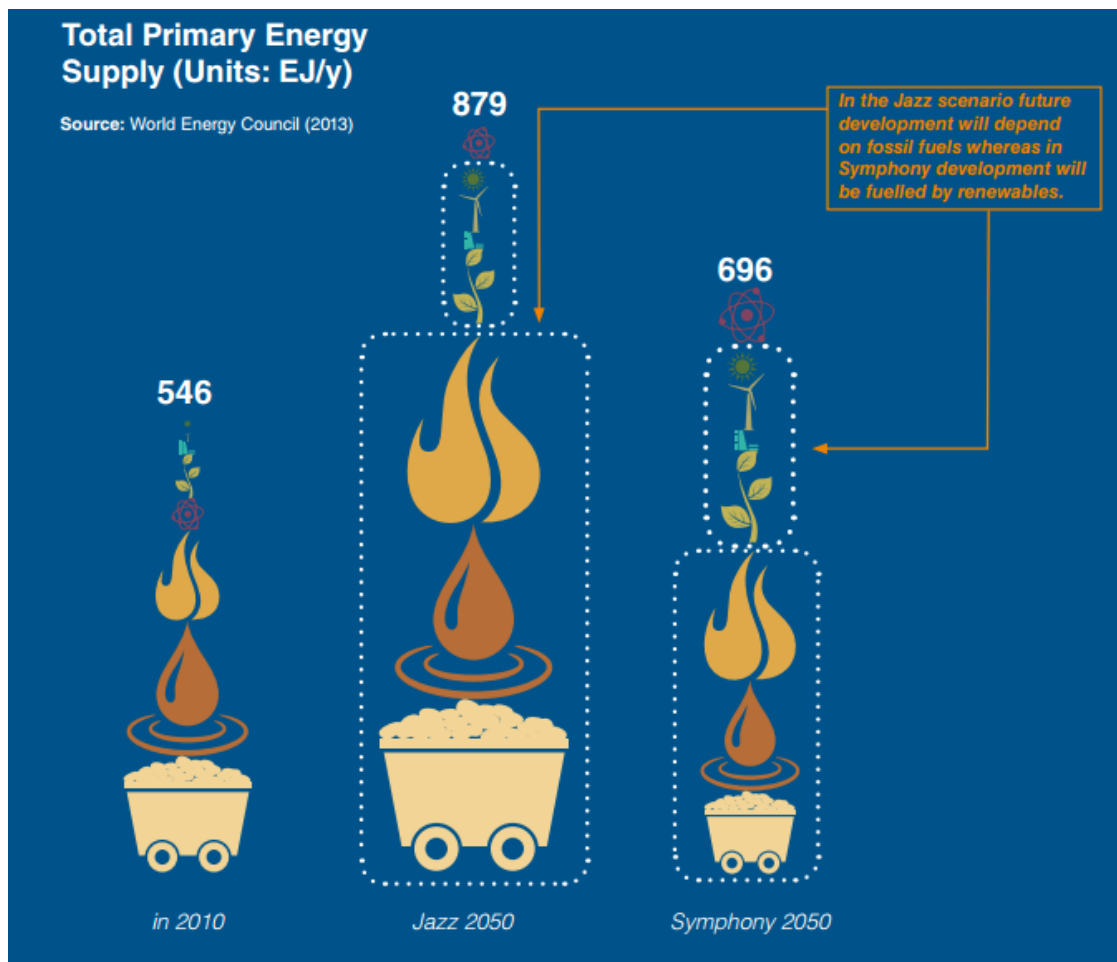 Total Primary Energy
Supply (Units: EJ/y)
Source: World Energy Council (2013)
879
In the Jazz scenario future
development will depend
on fossil fuels whereas in
Symphony development will
be fuelled by renewables.
696
546
in 2010
Jazz 2050
Symphony 2050